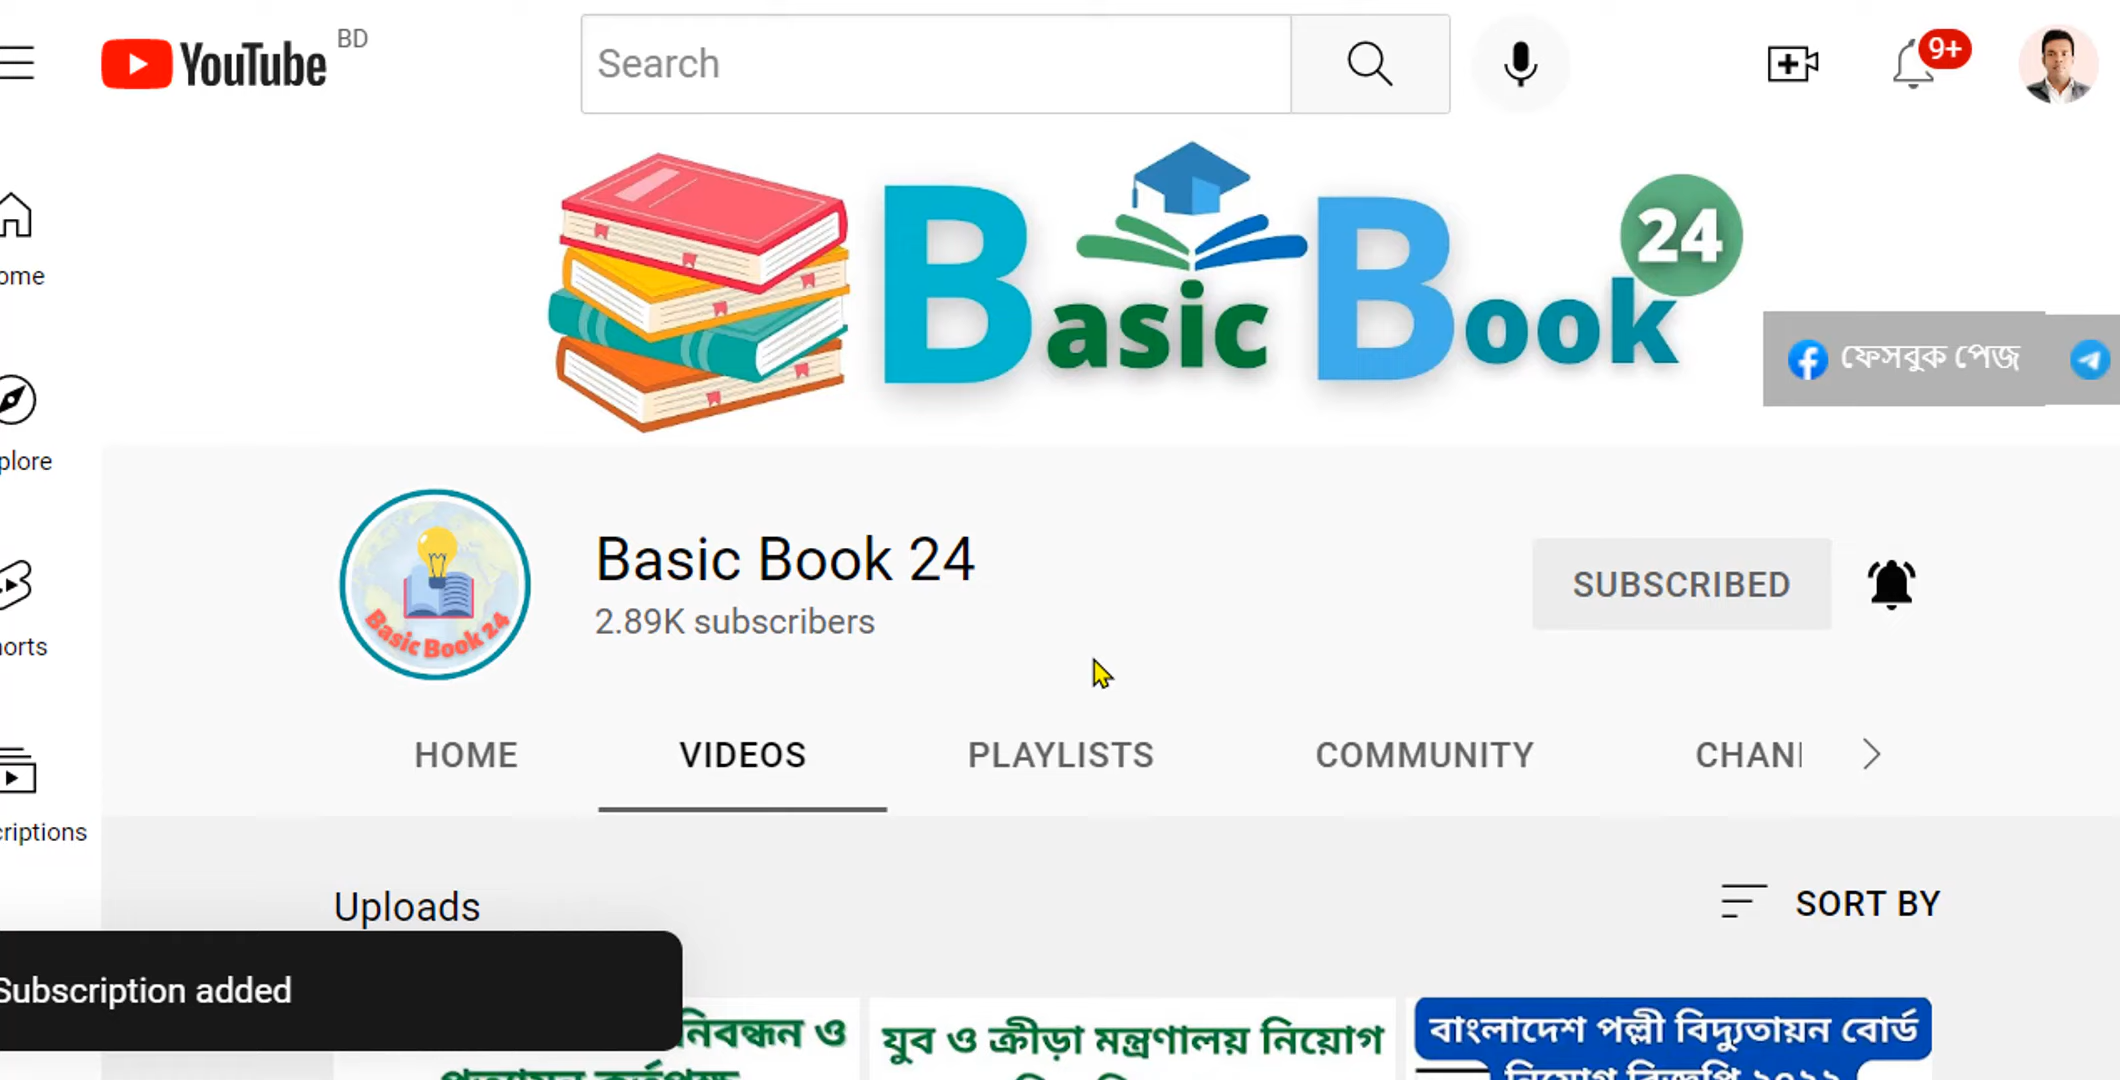 YouTube BD
Search
9+
Basic Book 24
ফেসবুক পেজ
ome
plore
orts
criptions
Basic Book 24
Basic Book 24
2.89K subscribers
SUBSCRIBED
HOME VIDEOS PLAYLISTS COMMUNITY CHAN
Uploads
SORT BY
Subscription added
নিবন্ধন ও
যুব ও ক্রীড়া মন্ত্রণালয় নিয়োগ
বাংলাদেশ পল্লী বিদ্যুতায়ন বোর্ড
নিয়োগ বিজ্ঞপ্তি ২০২২